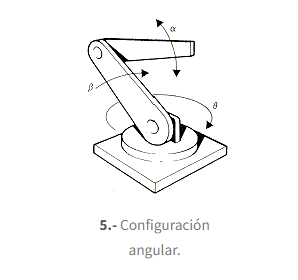 α
β
θ
5.- Configuración
angular.